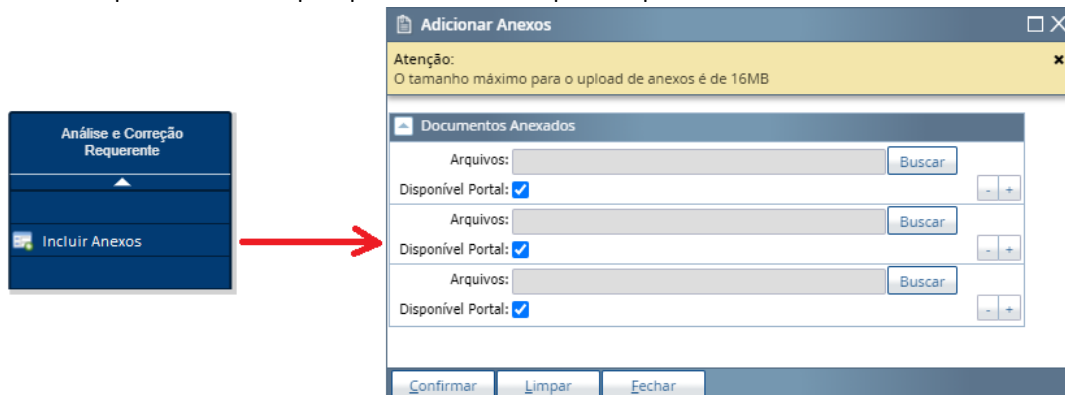 Adicionar Anexos
Atenção:
O tamanho máximo para o upload de anexos é de 16MB
Análise e Correção
Requerente
Incluir Anexos
Documentos Anexados
Arquivos: Buscar
Disponível Portal: - +
Arquivos: Buscar
Disponível Portal: - +
Arquivos: Buscar
Disponível Portal: - +
Confirmar Limpar Fechar